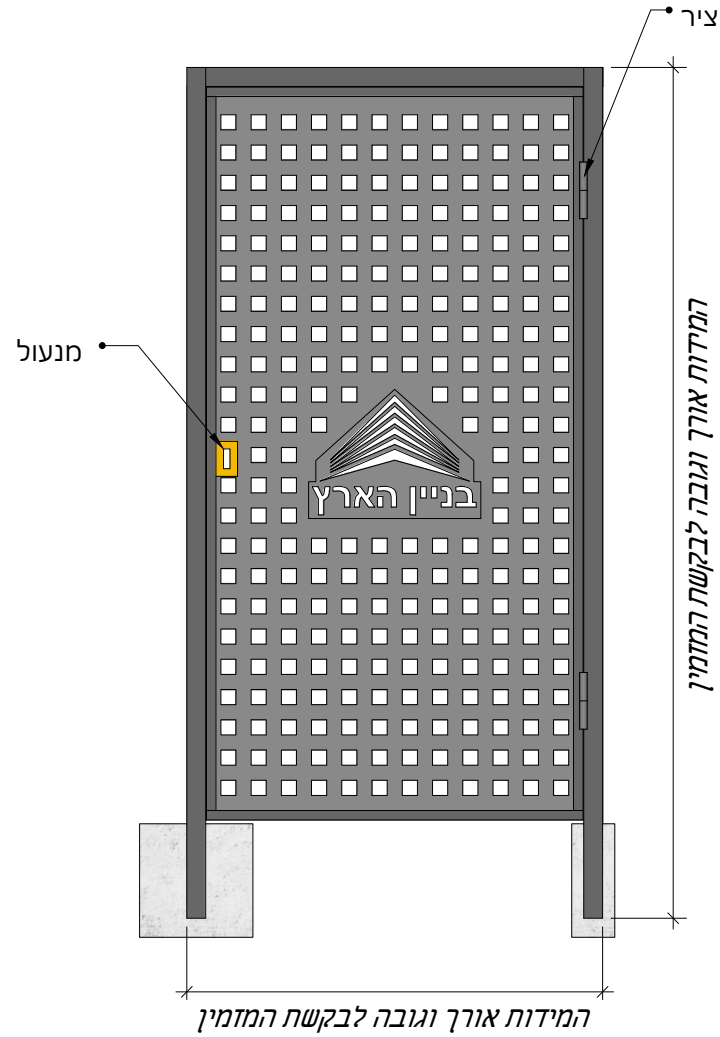 ציר
מנעול
בניין הארץ
המידות אורך וגובה לבקשת המזמין
המידות אורך וגובה לבקשת המזמין